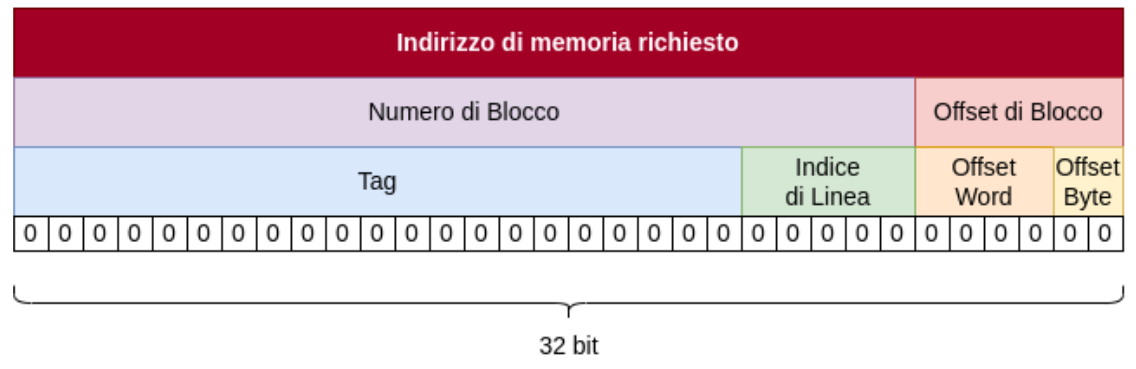 Indirizzo di memoria richiesto
Numero di Blocco
Offset di Blocco
Tag
Indice
di Linea
Offset
Word
Offset
Byte
0 0 0 0 0 0 0 0 0 0 0 0 0 0 0 0 0 0 0 0 0 0 0 0 0 0 0 0 0 0 0 0
32 bit